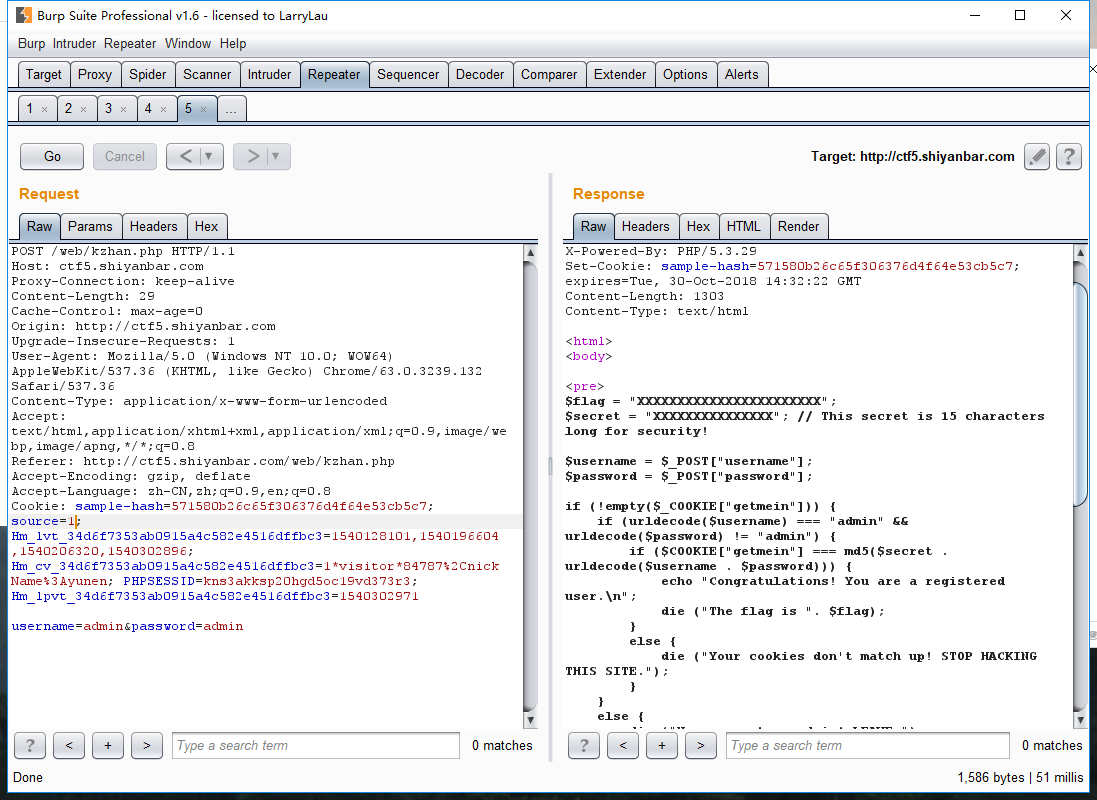 Burp Suite Professional v1.6 - licensed to LarryLau
Burp Intruder Repeater Window Help
Target Proxy Spider Scanner Intruder Repeater Sequencer Decoder Comparer Extender Options Alerts
1 × 2 × 3 × 4 × 5 × ...
Go Cancel < > Target: http://ctf5.shiyanbar.com ?
Request
Raw Params Headers Hex
POST /web/kzhan.php HTTP/1.1
Host: ctf5.shiyanbar.com
Proxy-Connection: keep-alive
Content-Length: 29
Cache-Control: max-age=0
Origin: http://ctf5.shiyanbar.com
Upgrade-Insecure-Requests: 1
User-Agent: Mozilla/5.0 (Windows NT 10.0; WOW64)
AppleWebKit/537.36 (KHTML, like Gecko) Chrome/63.0.3239.132
Safari/537.36
Content-Type: application/x-www-form-urlencoded
Accept:
text/html,application/xhtml+xml,application/xml;q=0.9,image/we
bp,image/apng,*/*;q=0.8
Referer: http://ctf5.shiyanbar.com/web/kzhan.php
Accept-Encoding: gzip, deflate
Accept-Language: zh-CN,zh;q=0.9,en;q=0.8
Cookie: sample-hash=571580b26c65f306376d4f64e53cb5c7;
source=1;
Hm_lvt_34d6f7353ab0915a4c582e4516dffbc3=1540128101,1540196604
,1540206320,1540302896;
Hm_cv_34d6f7353ab0915a4c582e4516dffbc3=1*visitor*84787%2Cnick
Name%3Ayunen; PHPSESSID=kns3akksp20hgd5oc19vd373r3;
Hm_lpvt_34d6f7353ab0915a4c582e4516dffbc3=1540302971
username=admin&password=admin
? < + > Type a search term 0 matches
Response
Raw Headers Hex HTML Render
X-Powered-By: PHP/5.3.29
Set-Cookie: sample-hash=571580b26c65f306376d4f64e53cb5c7;
expires=Tue, 30-Oct-2018 14:32:22 GMT
Content-Length: 1303
Content-Type: text/html
<html>
<body>
<pre>
$flag = "XXXXXXXXXXXXXXXXXXXXXXX";
$secret = "XXXXXXXXXXXXXXX"; // This secret is 15 characters
long for security!
$username = $_POST["username"];
$password = $_POST["password"];
if (!empty($_COOKIE["getmein"])) {
if (urldecode($username) === "admin" &&
urldecode($password) != "admin") {
if ($COOKIE["getmein"] === md5($secret .
urldecode($username . $password))) {
echo "Congratulations! You are a registered
user.\n";
die ("The flag is ". $flag);
}
else {
die ("Your cookies don't match up! STOP HACKING
THIS SITE.");
}
}
else {
? < + > Type a search term 0 matches
Done 1,586 bytes | 51 millis